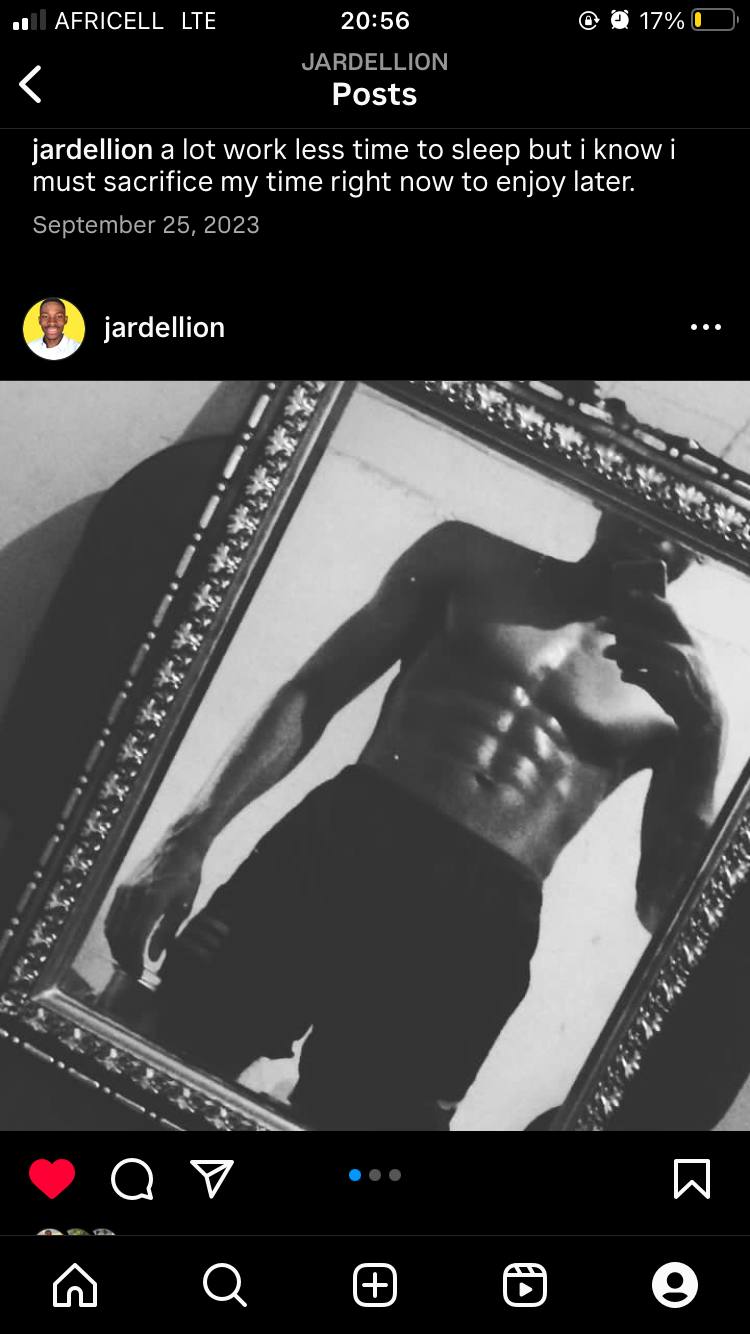 AFRICELL LTE 20:56 17%
JARDELLION
Posts
jardellion a lot work less time to sleep but i know i
must sacrifice my time right now to enjoy later.
September 25, 2023
jardellion